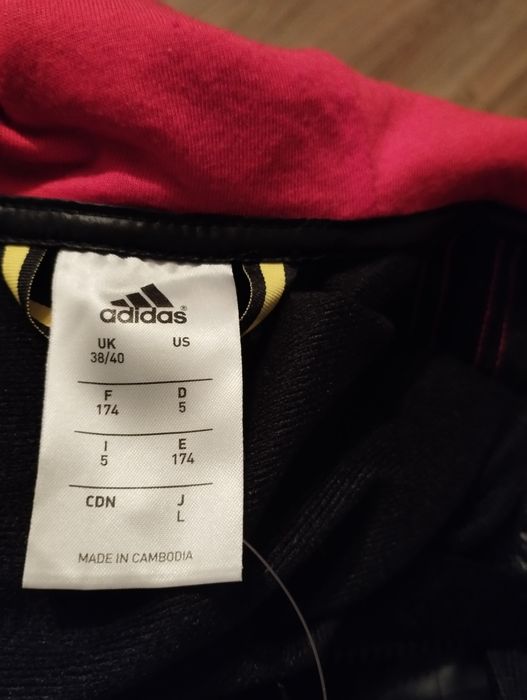 adidas®
UK US
38/40
F D
174 5
I E
5 174
CDN J
L
MADE IN CAMBODIA